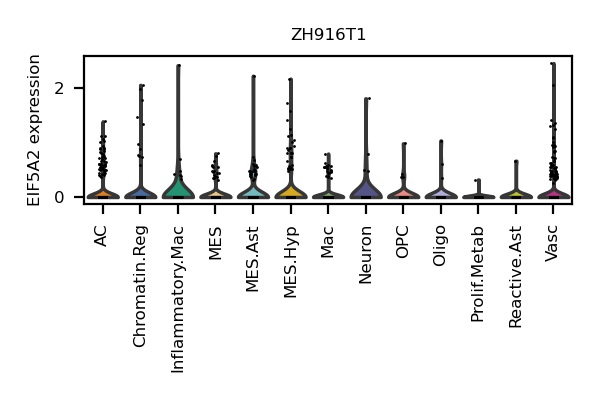 ZH916T1
EIF5A2 expression
2
0
AC
Chromatin.Reg
Inflammatory.Mac
MES
MES.Ast
MES.Hyp
Mac
Neuron
OPC
Oligo
Prolif.Metab
Reactive.Ast
Vasc